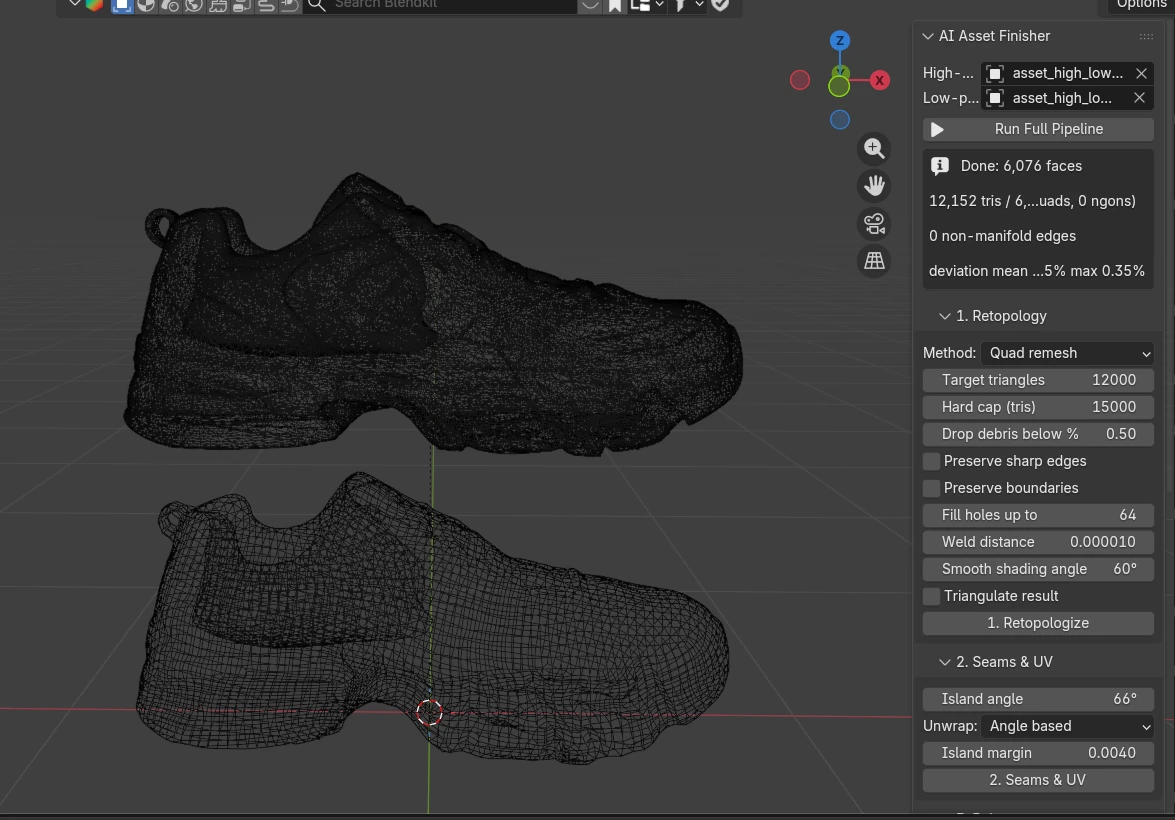 Search Blendkit
Options
AI Asset Finisher
High-...
asset_high_low...
Low-p...
asset_high_lo...
Run Full Pipeline
Done: 6,076 faces
12,152 tris / 6,...uads, 0 ngons)
0 non-manifold edges
deviation mean ...5% max 0.35%
1. Retopology
Method: Quad remesh
Target triangles 12000
Hard cap (tris) 15000
Drop debris below % 0.50
Preserve sharp edges
Preserve boundaries
Fill holes up to 64
Weld distance 0.000010
Smooth shading angle 60°
Triangulate result
1. Retopologize
2. Seams & UV
Island angle 66°
Unwrap: Angle based
Island margin 0.0040
2. Seams & UV
Z
Y
X